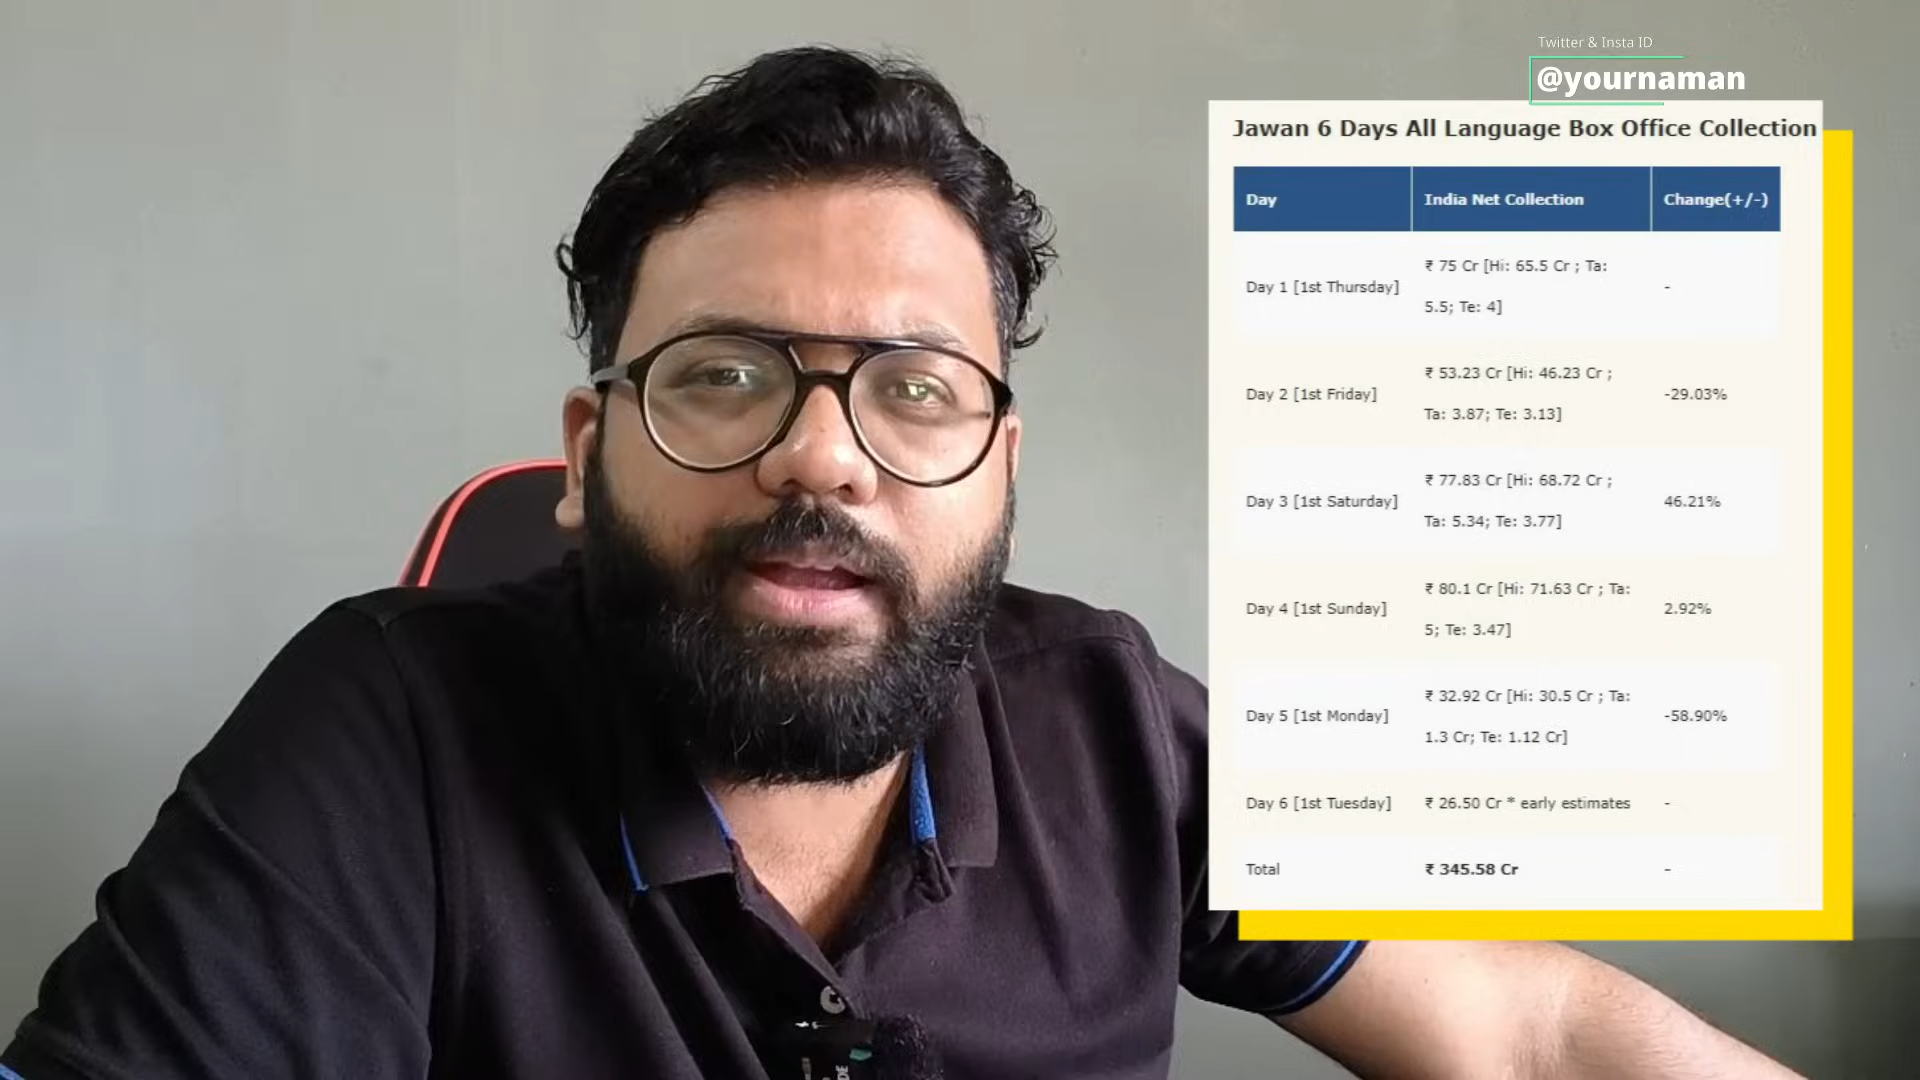 Twitter & Insta ID
@yournaman
Jawan 6 Days All Language Box Office Collection
Day India Net Collection Change(+/-)
Day 1 [1st Thursday] ₹ 75 Cr [Hi: 65.5 Cr ; Ta: -
5.5; Te: 4]
Day 2 [1st Friday] ₹ 53.23 Cr [Hi: 46.23 Cr ; -29.03%
Ta: 3.87; Te: 3.13]
Day 3 [1st Saturday] ₹ 77.83 Cr [Hi: 68.72 Cr ; 46.21%
Ta: 5.34; Te: 3.77]
Day 4 [1st Sunday] ₹ 80.1 Cr [Hi: 71.63 Cr ; Ta: 2.92%
5; Te: 3.47]
Day 5 [1st Monday] ₹ 32.92 Cr [Hi: 30.5 Cr ; Ta: -58.90%
1.3 Cr; Te: 1.12 Cr]
Day 6 [1st Tuesday] ₹ 26.50 Cr * early estimates -
Total ₹ 345.58 Cr -